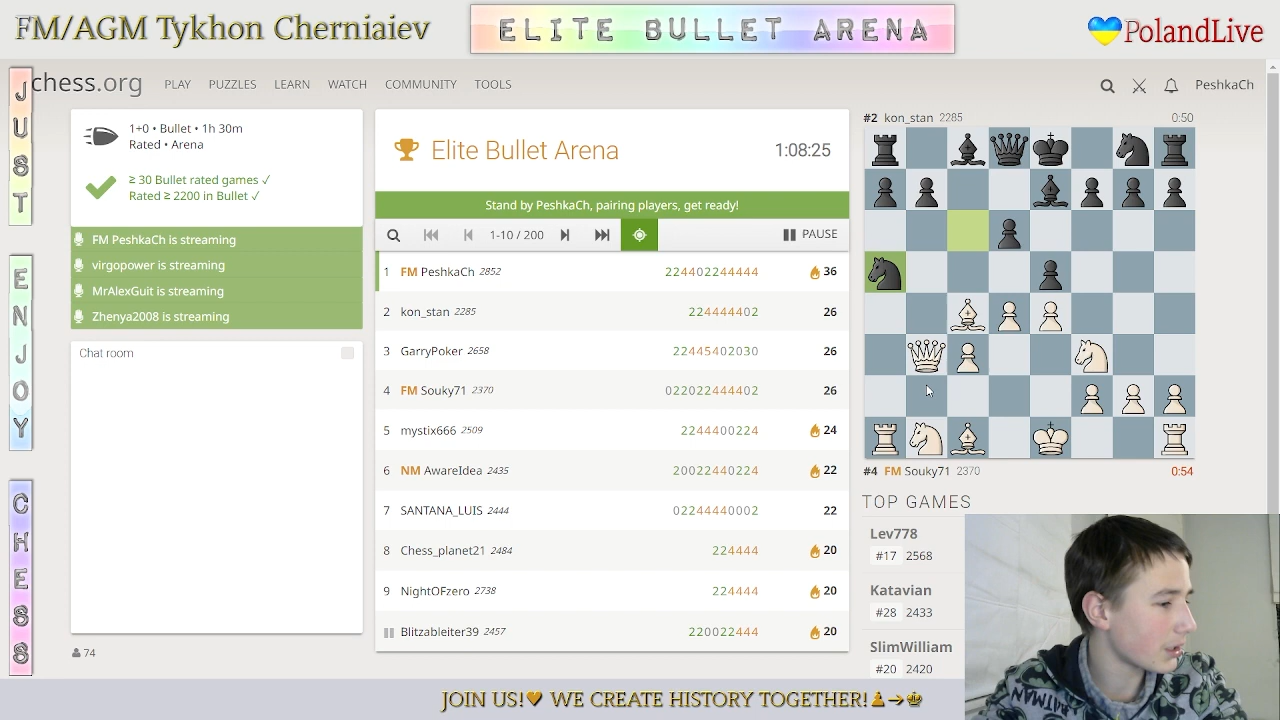 FM/AGM Tykhon Cherniaiev
ELITE BULLET ARENA
PolandLive
JUST
ENJOY
CHESS
chess.org
PLAY PUZZLES LEARN WATCH COMMUNITY TOOLS
PeshkaCh
1+0 • Bullet • 1h 30m
Rated • Arena
≥ 30 Bullet rated games ✓
Rated ≥ 2200 in Bullet ✓
FM PeshkaCh is streaming
virgopower is streaming
MrAlexGuit is streaming
Zhenya2008 is streaming
Chat room
74
Elite Bullet Arena 1:08:25
Stand by PeshkaCh, pairing players, get ready!
1-10 / 200 PAUSE
1 FM PeshkaCh 2852 224402244444 36
2 kon_stan 2285 22444402 26
3 GarryPoker 2658 22445402030 26
4 FM Souky71 2370 022022444402 26
5 mystix666 2509 2244400224 24
6 NM AwareIdea 2435 20022440224 22
7 SANTANA_LUIS 2444 02244440002 22
8 Chess_planet21 2484 224444 20
9 NightOFzero 2738 224444 20
Blitzableiter39 2457 220022444 20
#2 kon_stan 2285 0:50
#4 FM Souky71 2370 0:54
TOP GAMES
Lev778
#17 2568
Katavian
#28 2433
SlimWilliam
#20 2420
BATMAN
JOIN US! WE CREATE HISTORY TOGETHER!